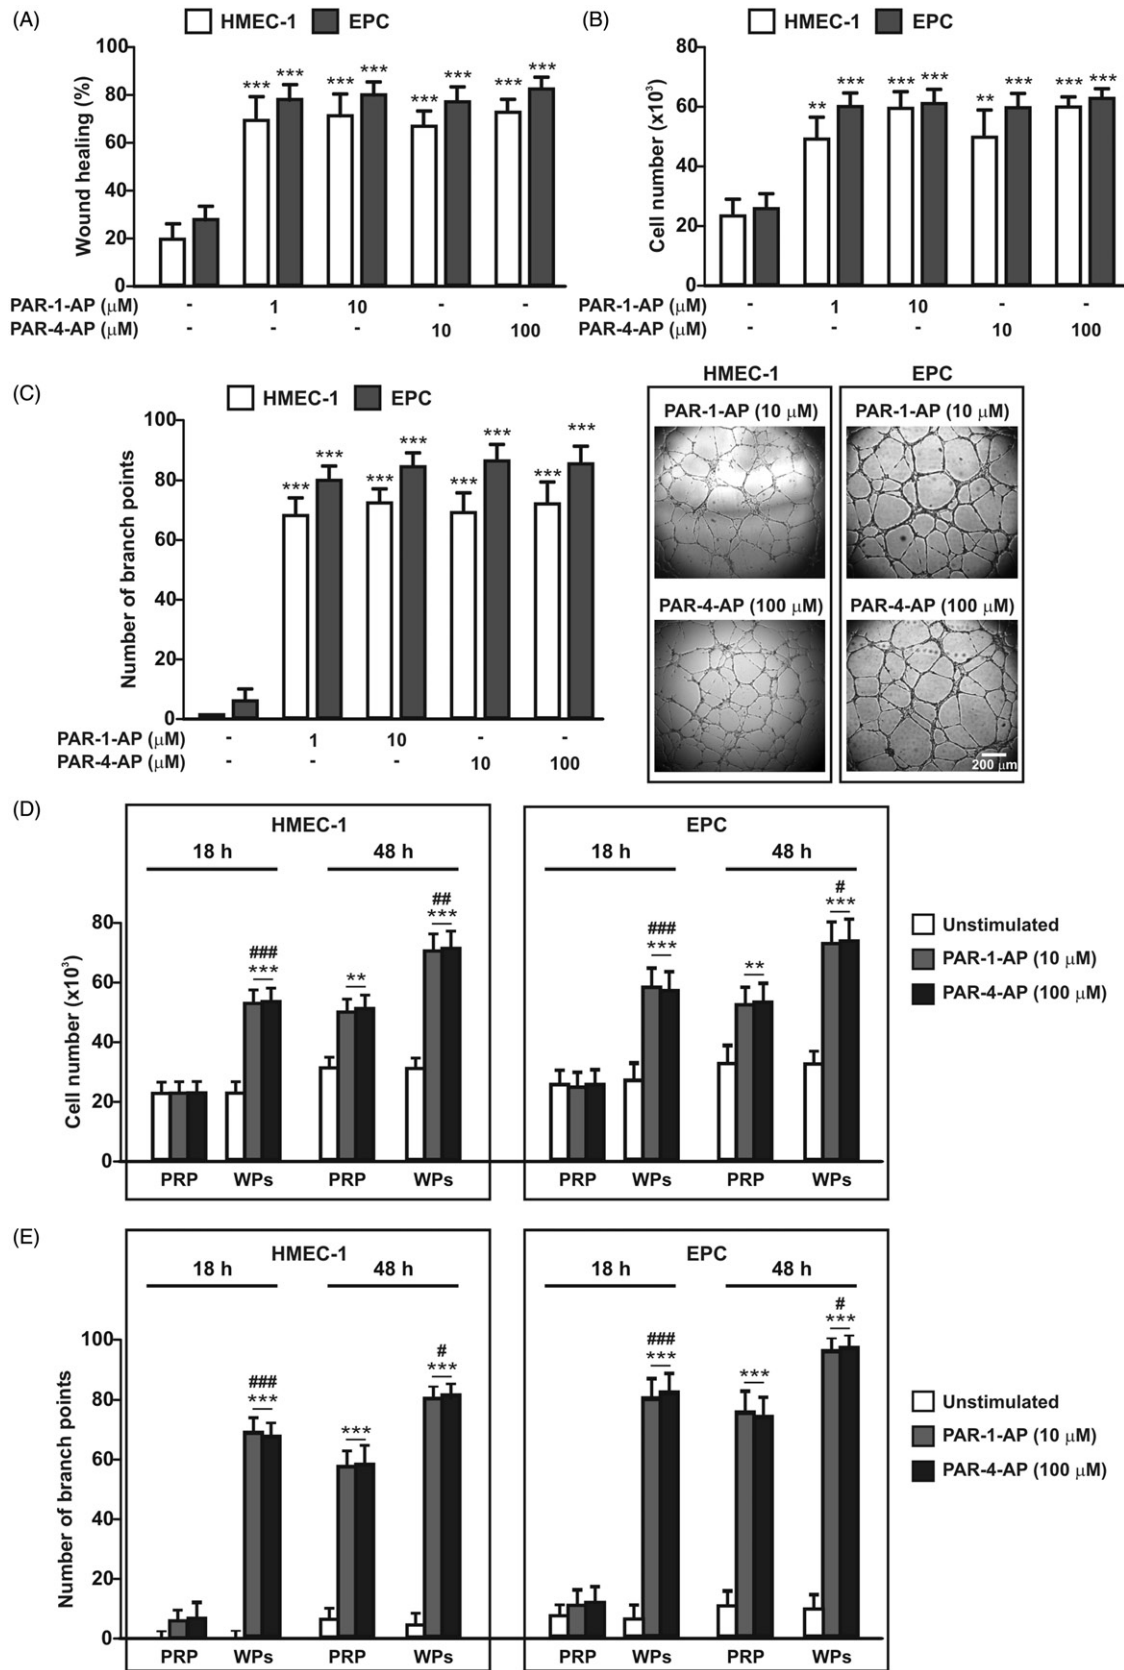 (A)
HMEC-1 EPC
Wound healing (%)
100
80
60
40
20
0
*** *** *** *** *** *** *** ***
PAR-1-AP (μM) - 1 10 - -
PAR-4-AP (μM) - - - 10 100
(B)
HMEC-1 EPC
Cell number (x10³)
80
60
40
20
0
** *** *** *** ** *** *** ***
PAR-1-AP (μM) - 1 10 - -
PAR-4-AP (μM) - - - 10 100
(C)
HMEC-1 EPC
Number of branch points
100
80
60
40
20
0
*** *** *** *** *** *** *** ***
PAR-1-AP (μM) - 1 10 - -
PAR-4-AP (μM) - - - 10 100
HMEC-1
PAR-1-AP (10 μM)
PAR-4-AP (100 μM)
EPC
PAR-1-AP (10 μM)
PAR-4-AP (100 μM)
200 μm
(D)
HMEC-1
18 h 48 h
EPC
18 h 48 h
Cell number (x10³)
80
60
40
20
0
###
***
**
##
***
###
***
**
#
***
PRP WPs PRP WPs
PRP WPs PRP WPs
Unstimulated
PAR-1-AP (10 μM)
PAR-4-AP (100 μM)
(E)
HMEC-1
18 h 48 h
EPC
18 h 48 h
Number of branch points
100
80
60
40
20
0
###
***
***
#
***
###
***
***
#
***
PRP WPs PRP WPs
PRP WPs PRP WPs
Unstimulated
PAR-1-AP (10 μM)
PAR-4-AP (100 μM)